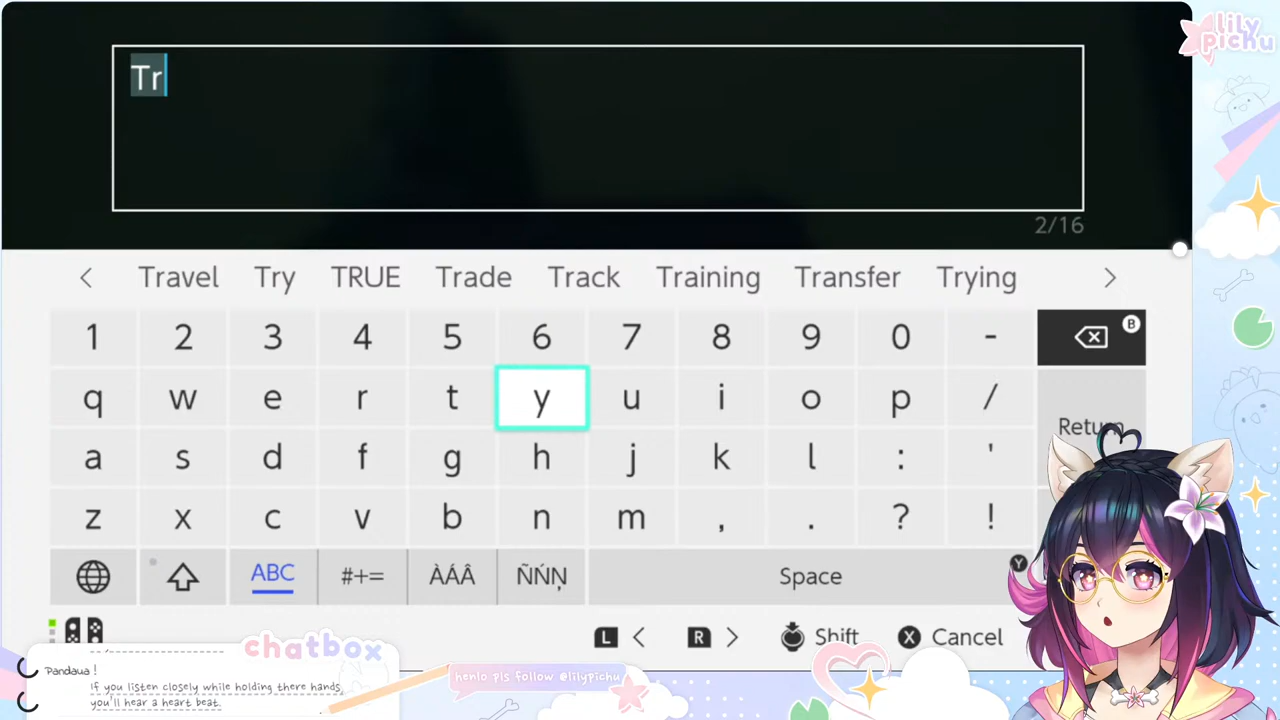 lily
pichu
Tr
2/16
< Travel Try TRUE Trade Track Training Transfer Trying >
1 2 3 4 5 6 7 8 9 0 - B
q w e r t y u i o p /
Return
a s d f g h j k l : '
z x c v b n m , . ? !
ABC #+= ÀÁÂ ÑŃŅ Space Y
L < R > Shift X Cancel
chatbox
Pandaua !
If you listen closely while holding there hands,
you'll hear a heart beat.
henlo pls follow @lilypichu